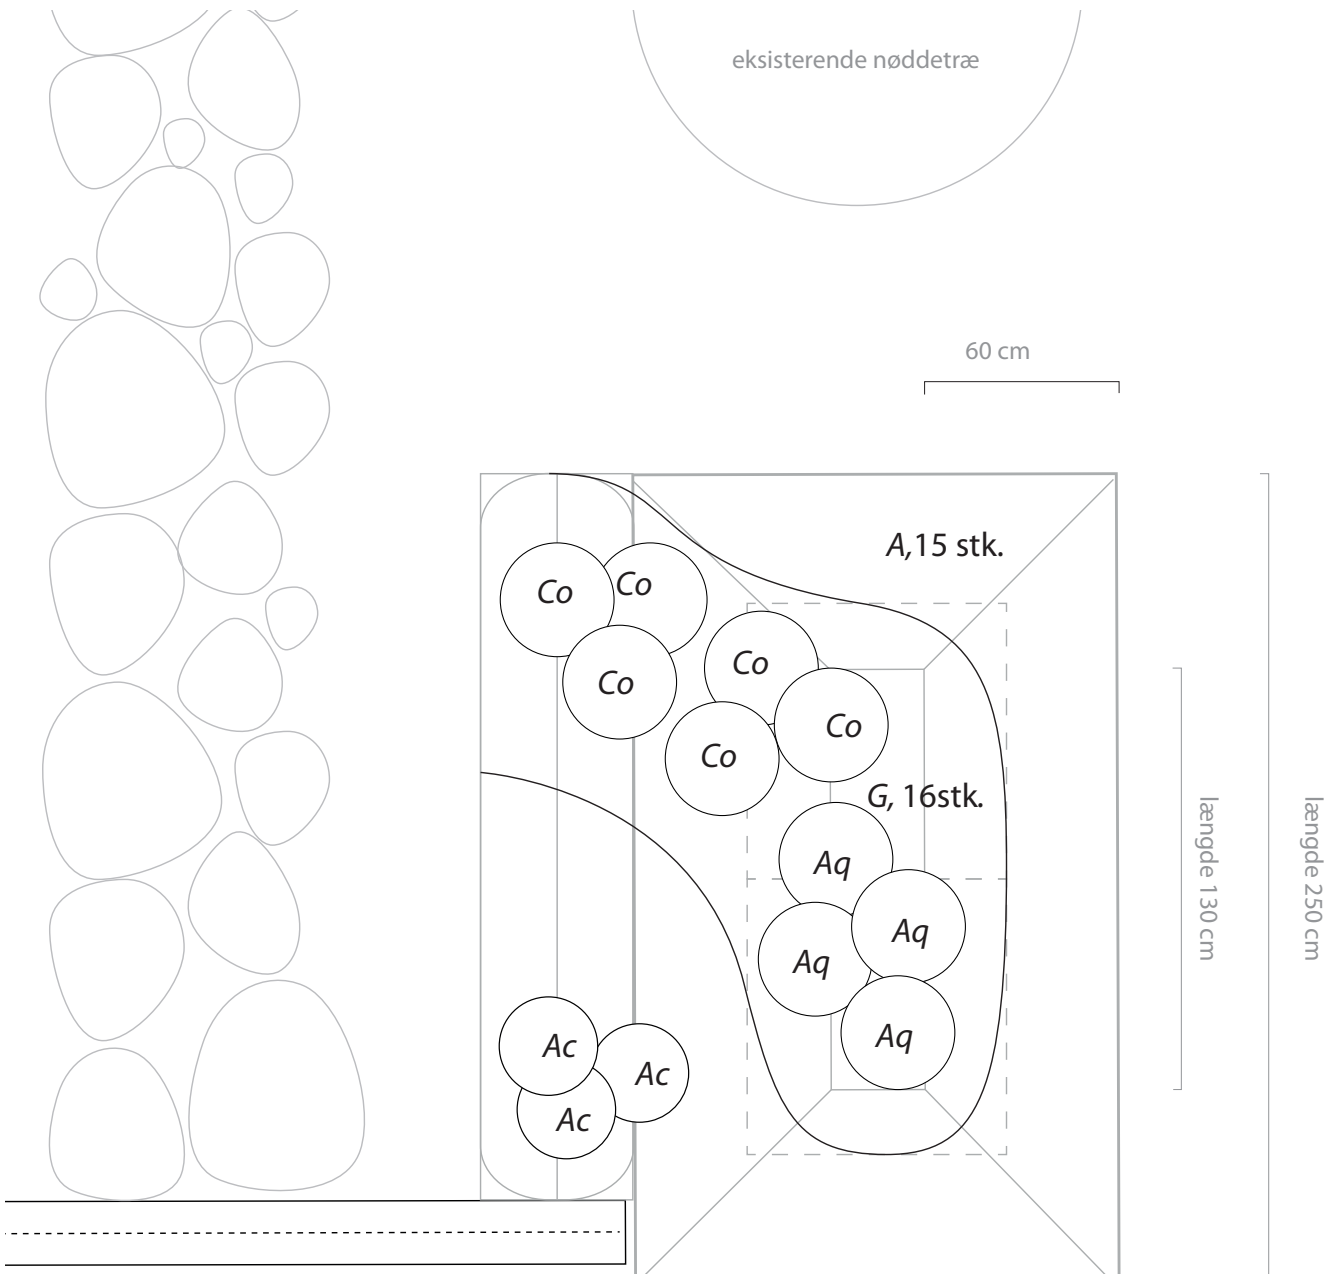 eksisterende nøddetræ
60 cm
A,15 stk.
Co
Co
Co
Co
Co
Co
G, 16stk.
Aq
Aq
Aq
Aq
Ac
Ac
Ac
længde 130 cm
længde 250 cm